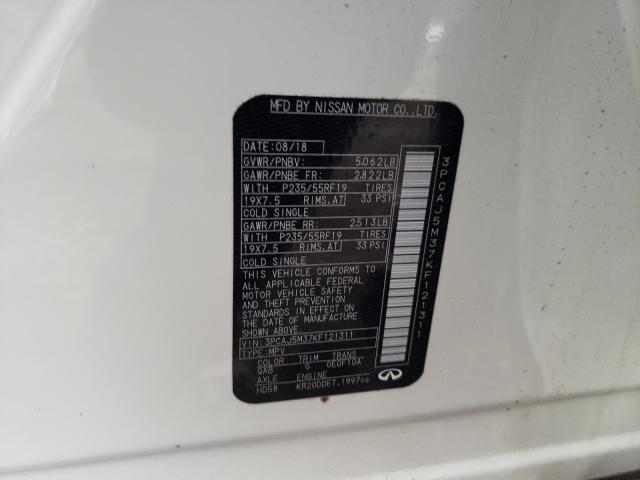 MFD BY NISSAN MOTOR CO.,LTD.
DATE: 08/18
GVWR/PNBV: 5,062LB
GAWR/PNBE FR: 2,822LB
WITH P235/55RF19 TIRES
19X7.5 RIMS,AT 33 PSI
COLD SINGLE
GAWR/PNBE RR: 2,513LB
WITH P235/55RF19 TIRES
19X7.5 RIMS,AT 33 PSI
COLD SINGLE
THIS VEHICLE CONFORMS TO
ALL APPLICABLE FEDERAL
MOTOR VEHICLE SAFETY
AND THEFT PREVENTION
STANDARDS IN EFFECT ON
THE DATE OF MANUFACTURE
SHOWN ABOVE.
VIN: 3PCAJ5M37KF121311
TYPE: MPV
COLOR TRIM TRANS
QAB G GE0F10A
AXLE ENGINE
HD58 KR20DDET 1997cc
INFINITI
3PCAJ5M37KF121311